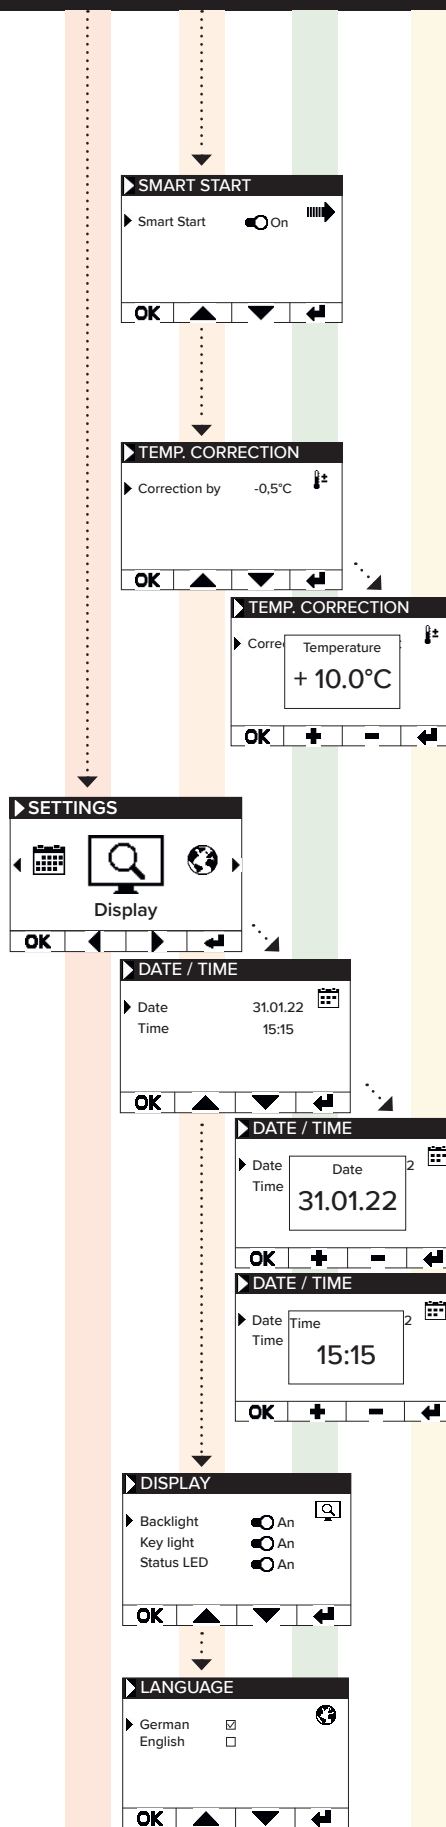 SMART START
Smart Start On
OK
TEMP. CORRECTION
Correction by -0,5°C
OK
TEMP. CORRECTION
Corre
Temperature
+ 10.0°C
OK
SETTINGS
Display
OK
DATE / TIME
Date 31.01.22
Time 15:15
OK
DATE / TIME
Date 2
Time
Date
31.01.22
OK
DATE / TIME
Date 2
Time
Time
15:15
OK
DISPLAY
Backlight An
Key light An
Status LED An
OK
LANGUAGE
German
English
OK